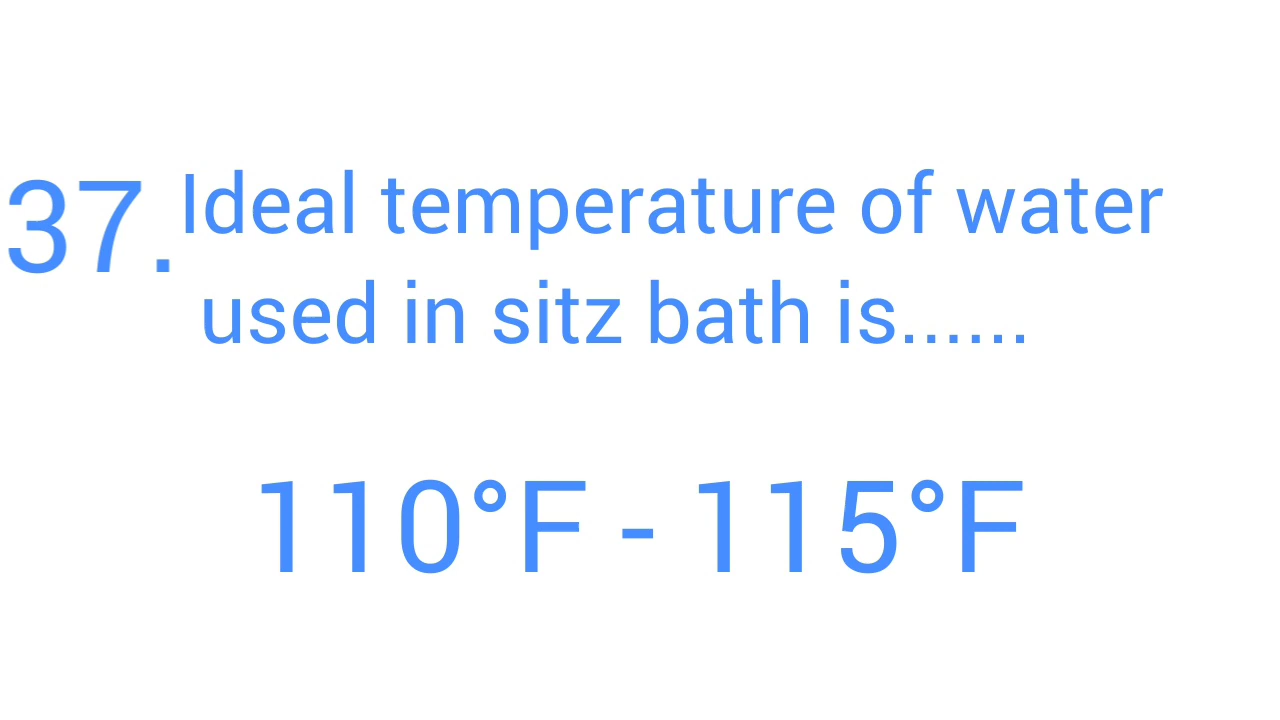 37. Ideal temperature of water
used in sitz bath is......
110°F - 115°F